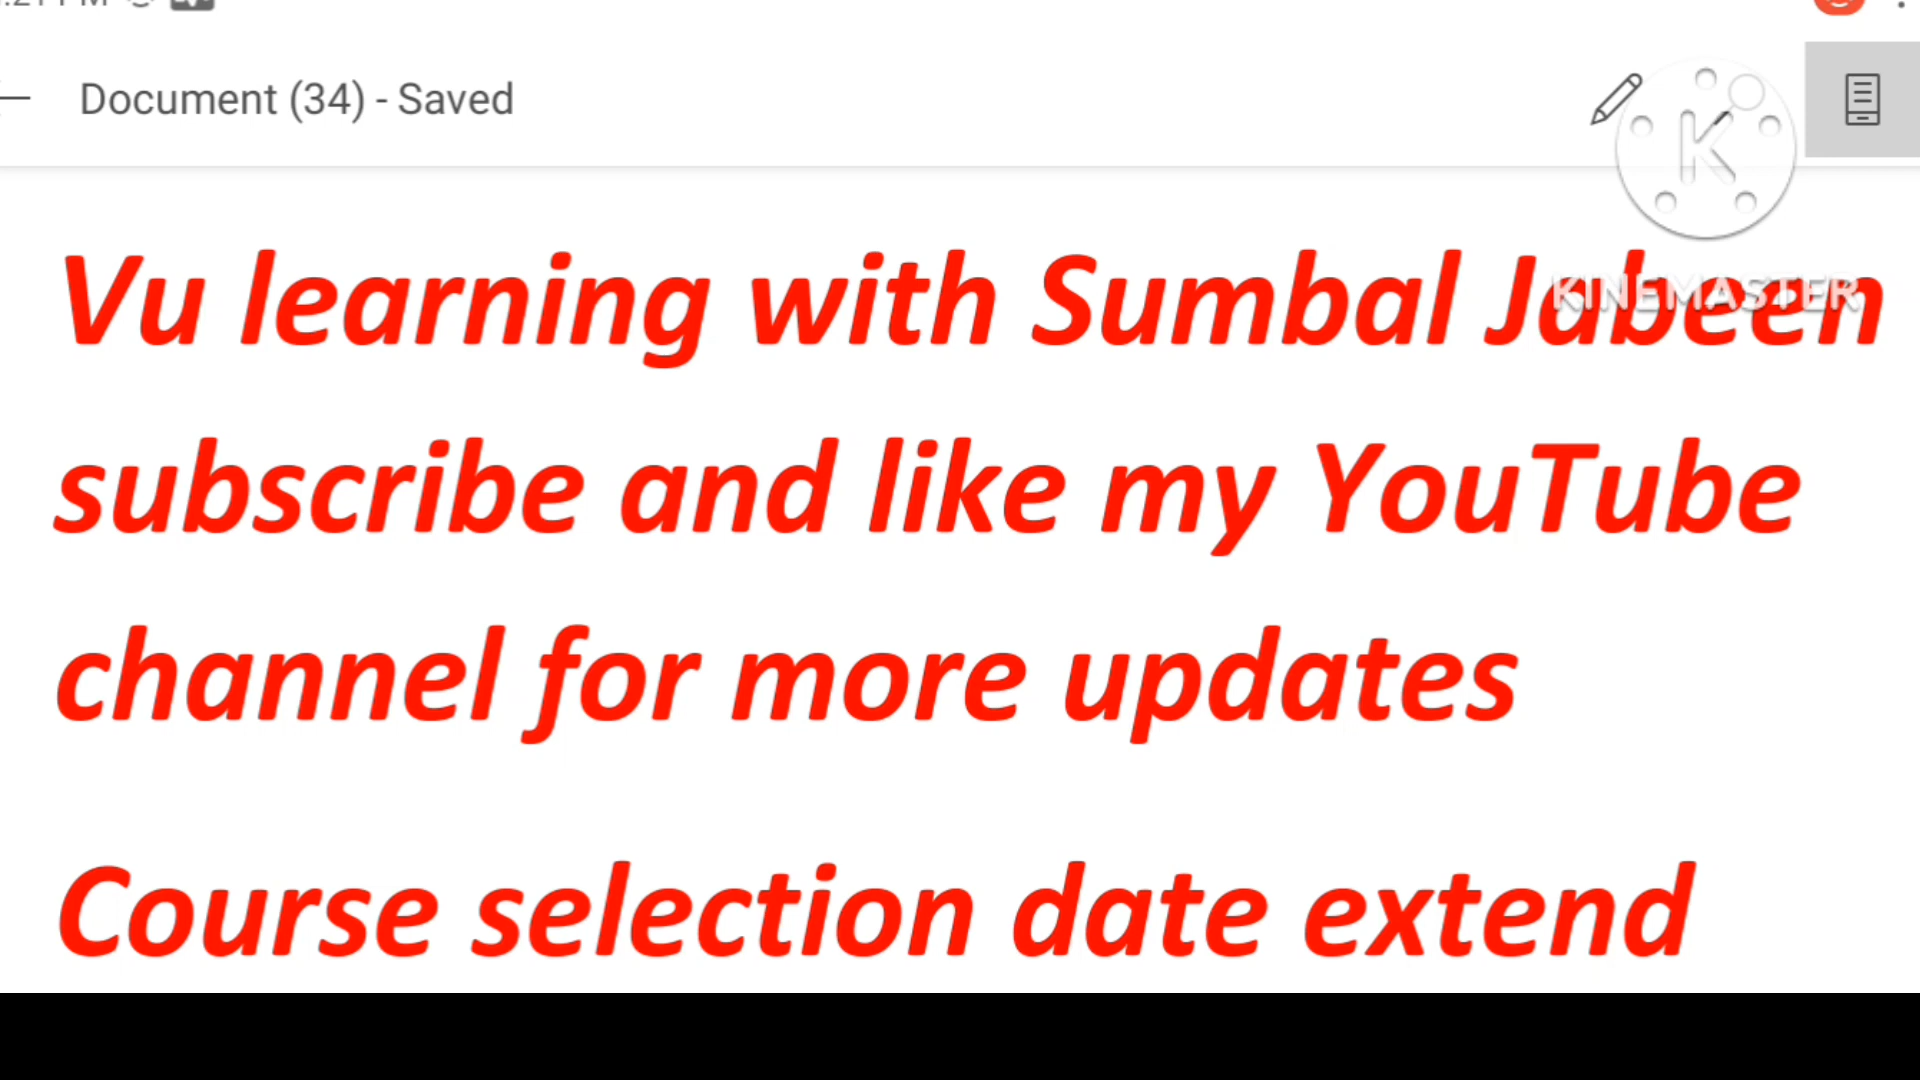 Document (34) - Saved
K
KINEMASTER
Vu learning with Sumbal Jabeen
subscribe and like my YouTube
channel for more updates
Course selection date extend